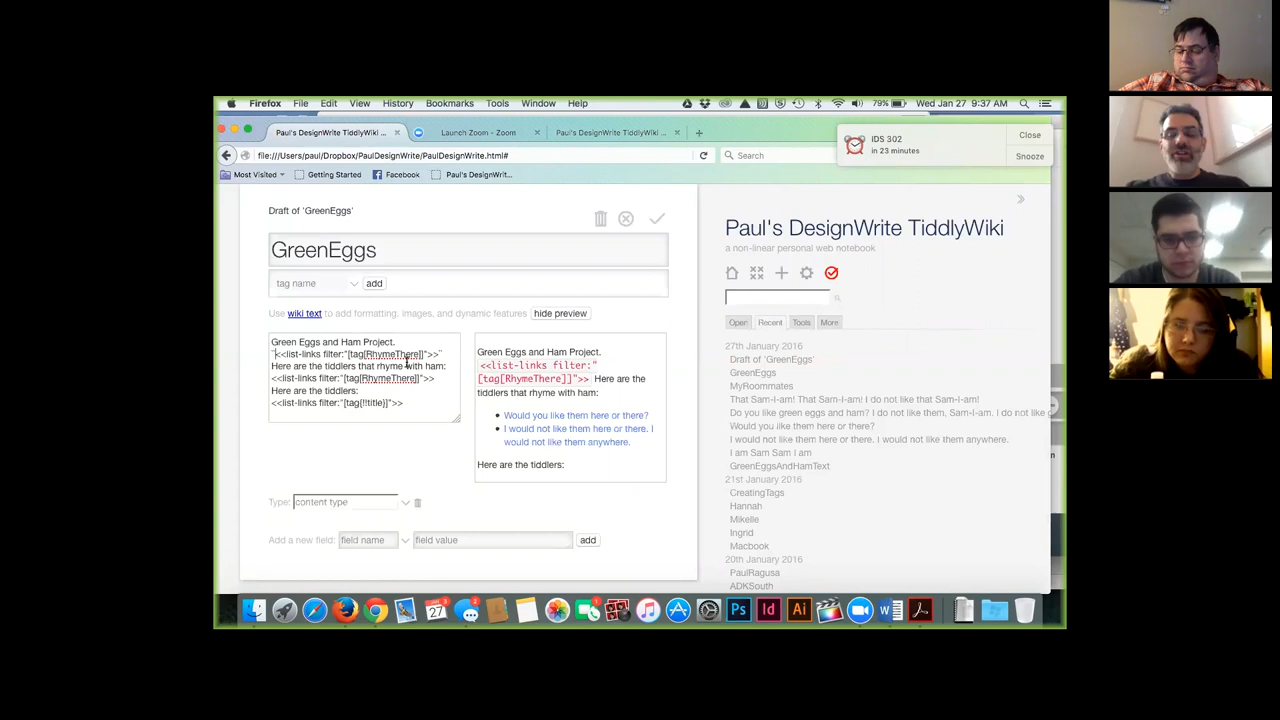 Firefox File Edit View History Bookmarks Tools Window Help 79% Wed Jan 27 9:37 AM
Paul's DesignWrite TiddlyWiki ... × Launch Zoom - Zoom × Paul's DesignWrite TiddlyWiki ... × +
iDS 302
in 23 minutes
Close
Snooze
file:///Users/paul/Dropbox/PaulDesignWrite/PaulDesignWrite.html#
Search
Most Visited Getting Started Facebook Paul's DesignWrit...
Draft of 'GreenEggs'
GreenEggs
tag name add
Use wiki text to add formatting, images, and dynamic features hide preview
Green Eggs and Ham Project.
``<<list-links filter:"[tag[RhymeThere]]">>``
Here are the tiddlers that rhyme with ham:
<<list-links filter:"[tag[RhymeThere]]">>
Here are the tiddlers:
<<list-links filter:"[tag{!!title}]">>
Green Eggs and Ham Project.
<<list-links filter:"
[tag[RhymeThere]]">> Here are the
tiddlers that rhyme with ham:
• Would you like them here or there?
• I would not like them here or there. I
would not like them anywhere.
Here are the tiddlers:
Type: content type
Add a new field: field name field value add
Paul's DesignWrite TiddlyWiki
a non-linear personal web notebook
Open Recent Tools More
27th January 2016
Draft of 'GreenEggs'
GreenEggs
MyRoommates
That Sam-I-am! That Sam-I-am! I do not like that Sam-I-am!
Do you like green eggs and ham? I do not like them, Sam-I-am. I do not like g
Would you like them here or there?
I would not like them here or there. I would not like them anywhere.
I am Sam Sam I am
GreenEggsAndHamText
21st January 2016
CreatingTags
Hannah
Mikelle
Ingrid
Macbook
20th January 2016
PaulRagusa
ADKSouth
27
Ps Id Ai W